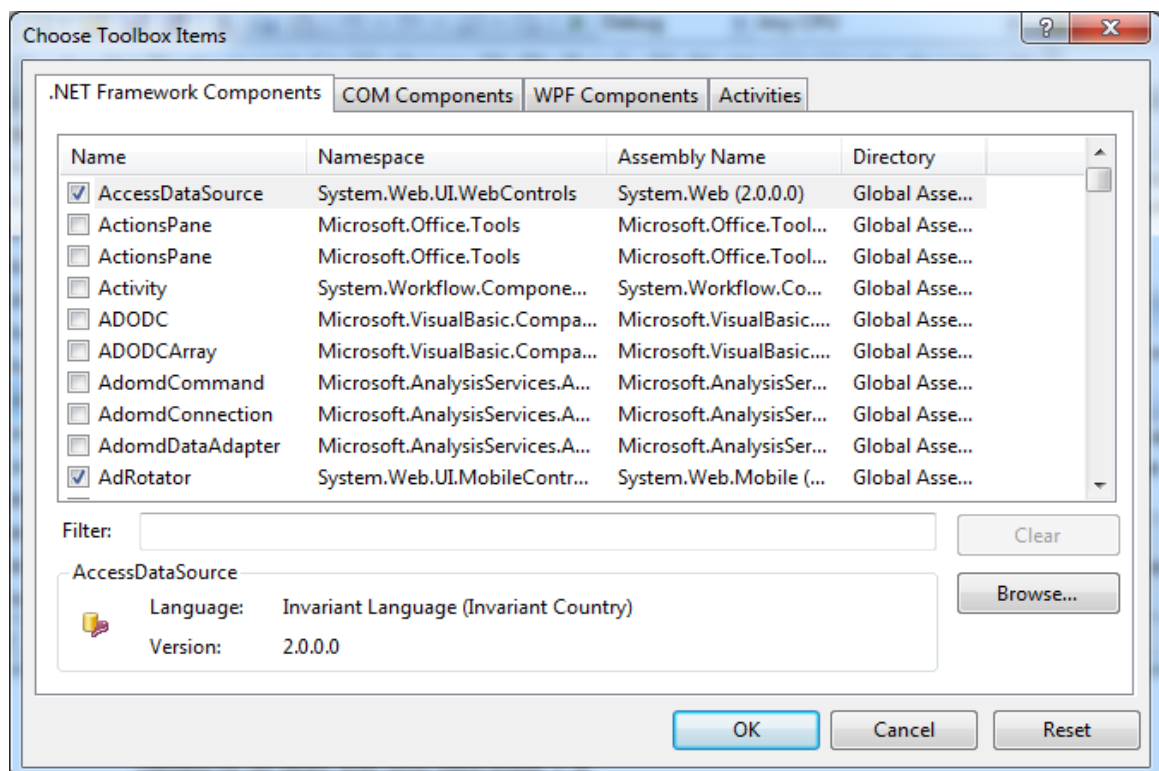 Choose Toolbox Items
.NET Framework Components COM Components WPF Components Activities
Name Namespace Assembly Name Directory
AccessDataSource System.Web.UI.WebControls System.Web (2.0.0.0) Global Asse...
ActionsPane Microsoft.Office.Tools Microsoft.Office.Tool... Global Asse...
ActionsPane Microsoft.Office.Tools Microsoft.Office.Tool... Global Asse...
Activity System.Workflow.Compone... System.Workflow.Co... Global Asse...
ADODC Microsoft.VisualBasic.Compa... Microsoft.VisualBasic.... Global Asse...
ADODCArray Microsoft.VisualBasic.Compa... Microsoft.VisualBasic.... Global Asse...
AdomdCommand Microsoft.AnalysisServices.A... Microsoft.AnalysisSer... Global Asse...
AdomdConnection Microsoft.AnalysisServices.A... Microsoft.AnalysisSer... Global Asse...
AdomdDataAdapter Microsoft.AnalysisServices.A... Microsoft.AnalysisSer... Global Asse...
AdRotator System.Web.UI.MobileContr... System.Web.Mobile (... Global Asse...
Filter: Clear
AccessDataSource
Browse...
Language: Invariant Language (Invariant Country)
Version: 2.0.0.0
OK Cancel Reset